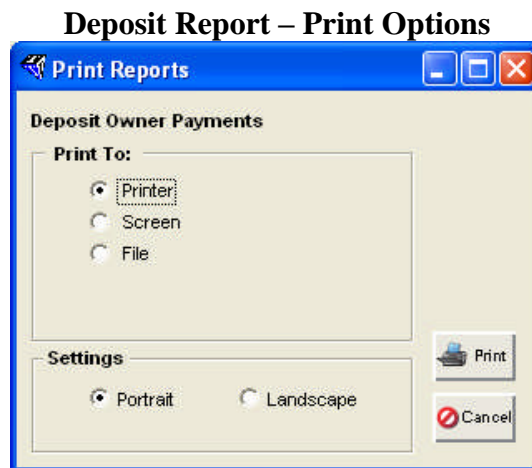 Deposit Report – Print Options
Print Reports
Deposit Owner Payments
Print To:
Printer
Screen
File
Settings
Portrait
Landscape
Print
Cancel